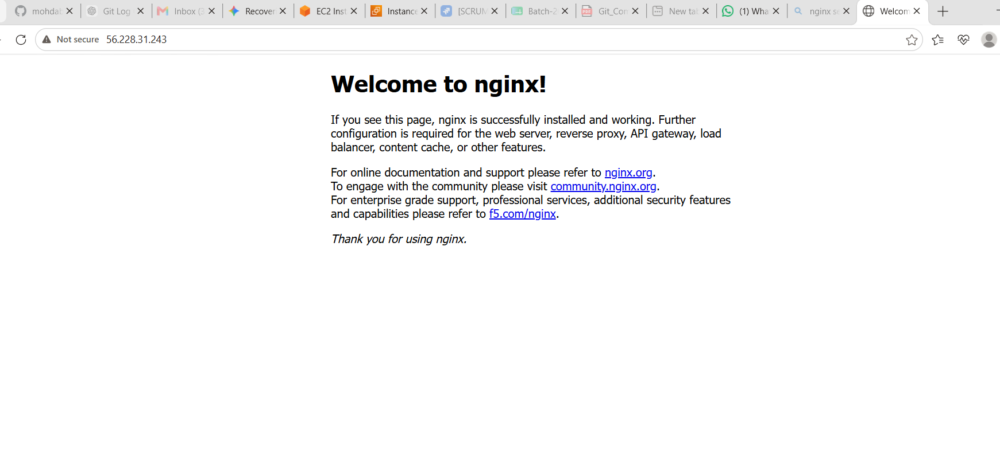 mohdab
Git Log
Inbox (3
Recover
EC2 Inst
Instance
[SCRUM
Batch-2
Git_Con
New tab
(1) Wha
nginx se
Welcom
Not secure 56.228.31.243
Welcome to nginx!
If you see this page, nginx is successfully installed and working. Further
configuration is required for the web server, reverse proxy, API gateway, load
balancer, content cache, or other features.
For online documentation and support please refer to nginx.org.
To engage with the community please visit community.nginx.org.
For enterprise grade support, professional services, additional security features
and capabilities please refer to f5.com/nginx.
Thank you for using nginx.